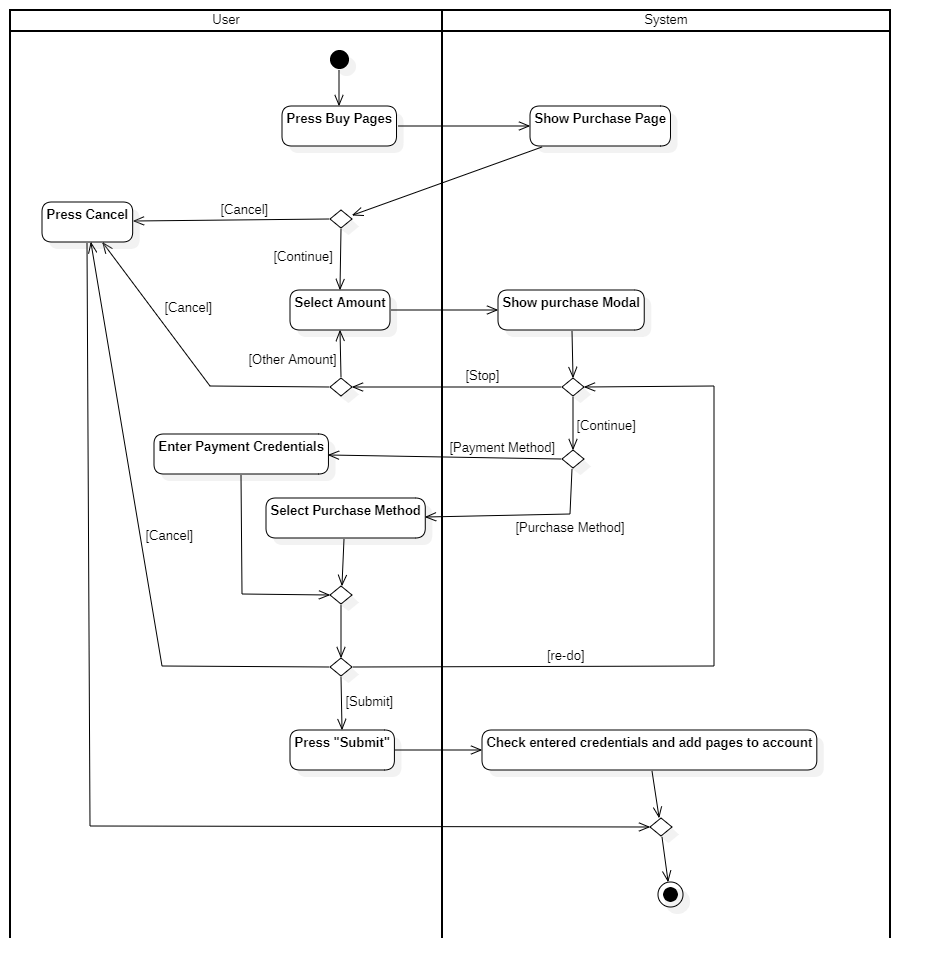 User
System
Press Buy Pages
Show Purchase Page
[Cancel]
Press Cancel
[Continue]
Select Amount
Show purchase Modal
[Cancel]
[Other Amount]
[Stop]
[Continue]
Enter Payment Credentials
[Payment Method]
Select Purchase Method
[Purchase Method]
[Cancel]
[re-do]
[Submit]
Press "Submit"
Check entered credentials and add pages to account